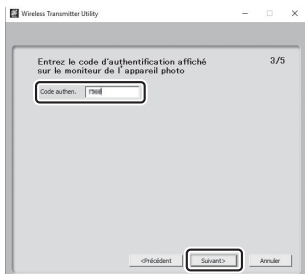 Wireless Transmitter Utility
Entrez le code d'authentification affiché 3/5
sur le moniteur de l'appareil photo
Code authen.
<Précédent Suivant> Annuler